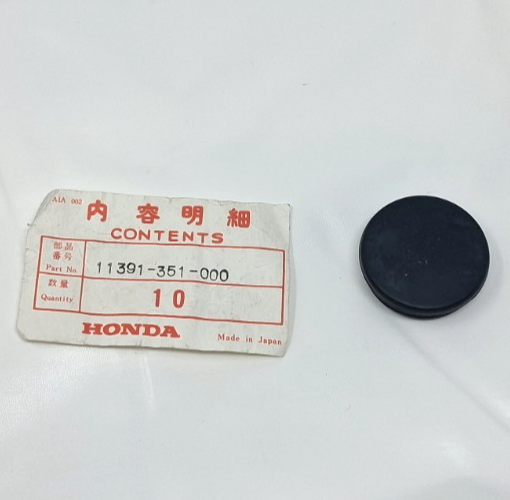 AIA 002
内容明細
CONTENTS
部品
番号
Part No. 11391-351-000
数量
Quantity 10
HONDA
Made in Japan